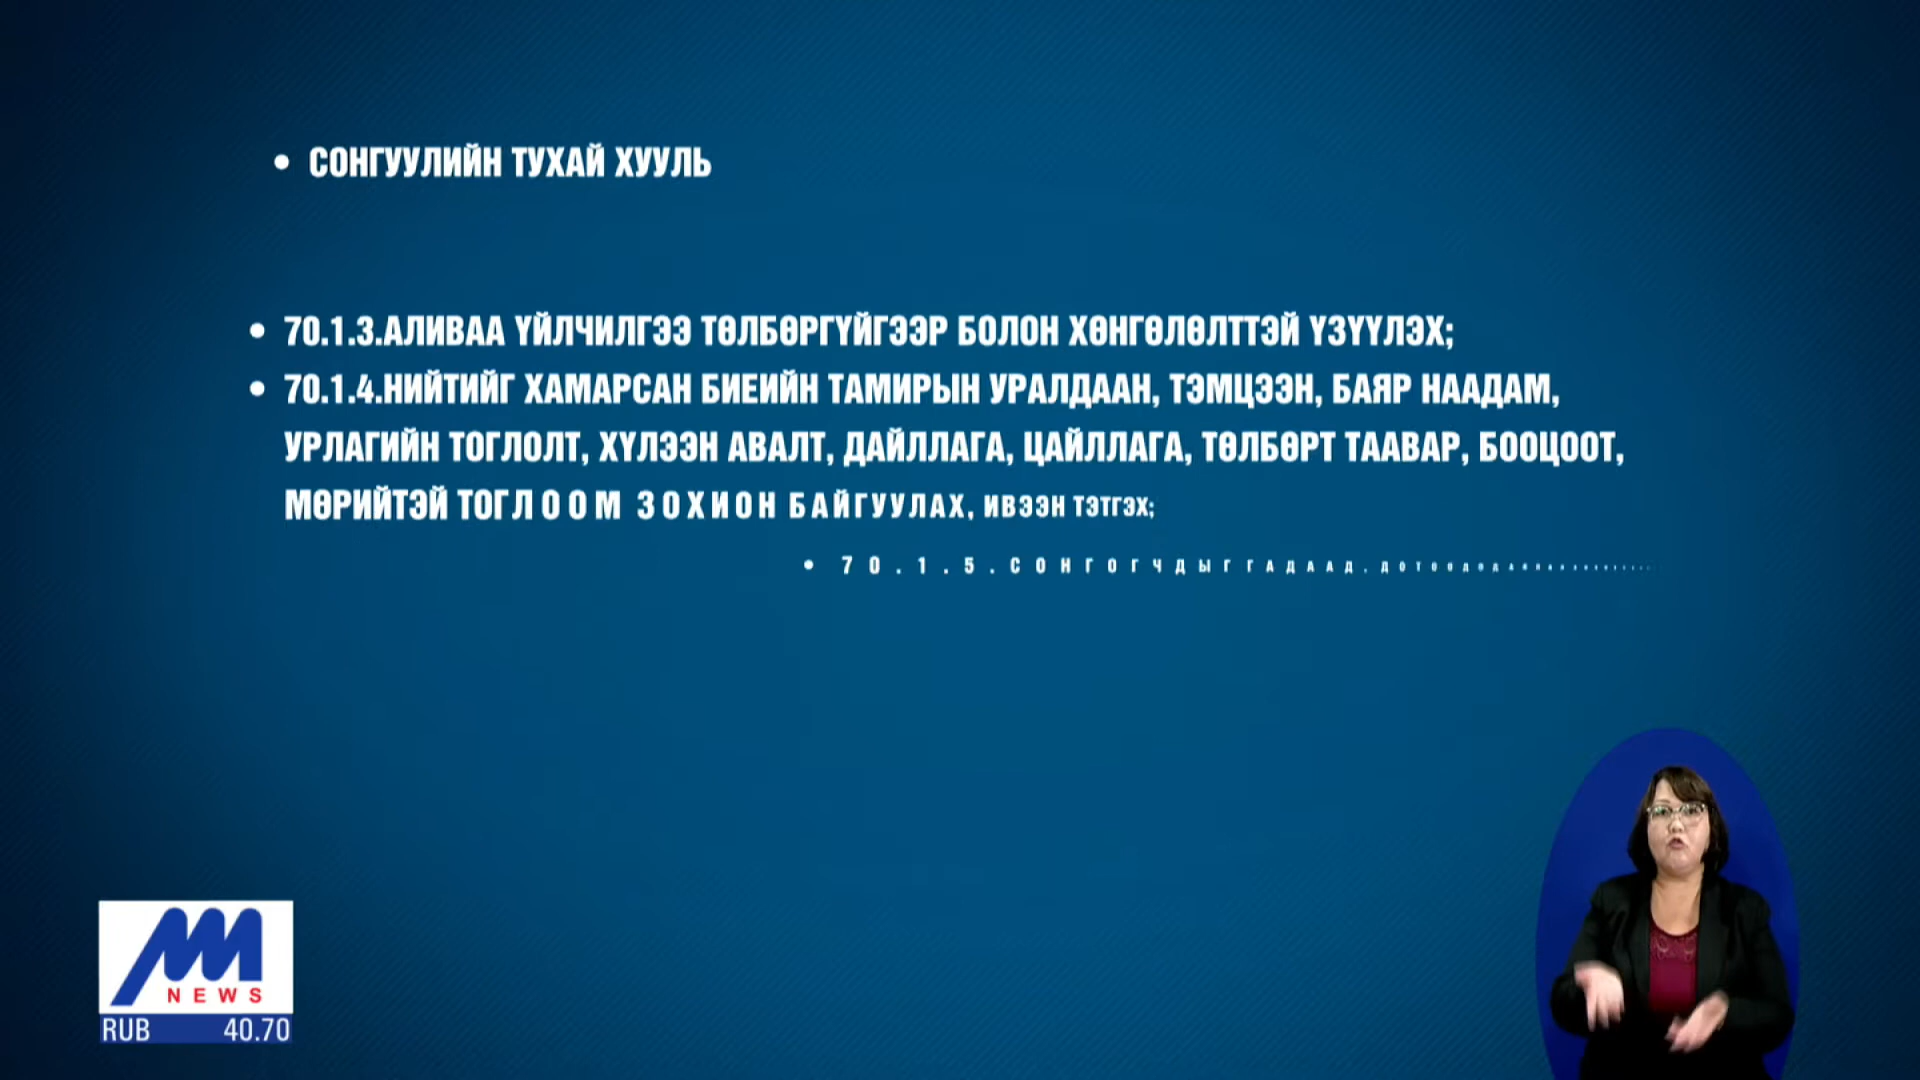 • СОНГУУЛИЙН ТУХАЙ ХУУЛЬ
• 70.1.3.АЛИВАА ҮЙЛЧИЛГЭЭ ТӨЛБӨРГҮЙГЭЭР БОЛОН ХӨНГӨЛӨЛТТЭЙ ҮЗҮҮЛЭХ;
• 70.1.4.НИЙТИЙГ ХАМАРСАН БИЕИЙН ТАМИРЫН УРАЛДААН, ТЭМЦЭЭН, БАЯР НААДАМ,
УРЛАГИЙН ТОГЛОЛТ, ХҮЛЭЭН АВАЛТ, ДАЙЛЛАГА, ЦАЙЛЛАГА, ТӨЛБӨРТ ТААВАР, БООЦООТ,
МӨРИЙТЭЙ ТОГЛООМ ЗОХИОН БАЙГУУЛАХ, ИВЭЭН ТЭТГЭХ;
• 70.1.5.СОНГОГЧДЫГ ГАДААД,
NEWS
RUB 40.70